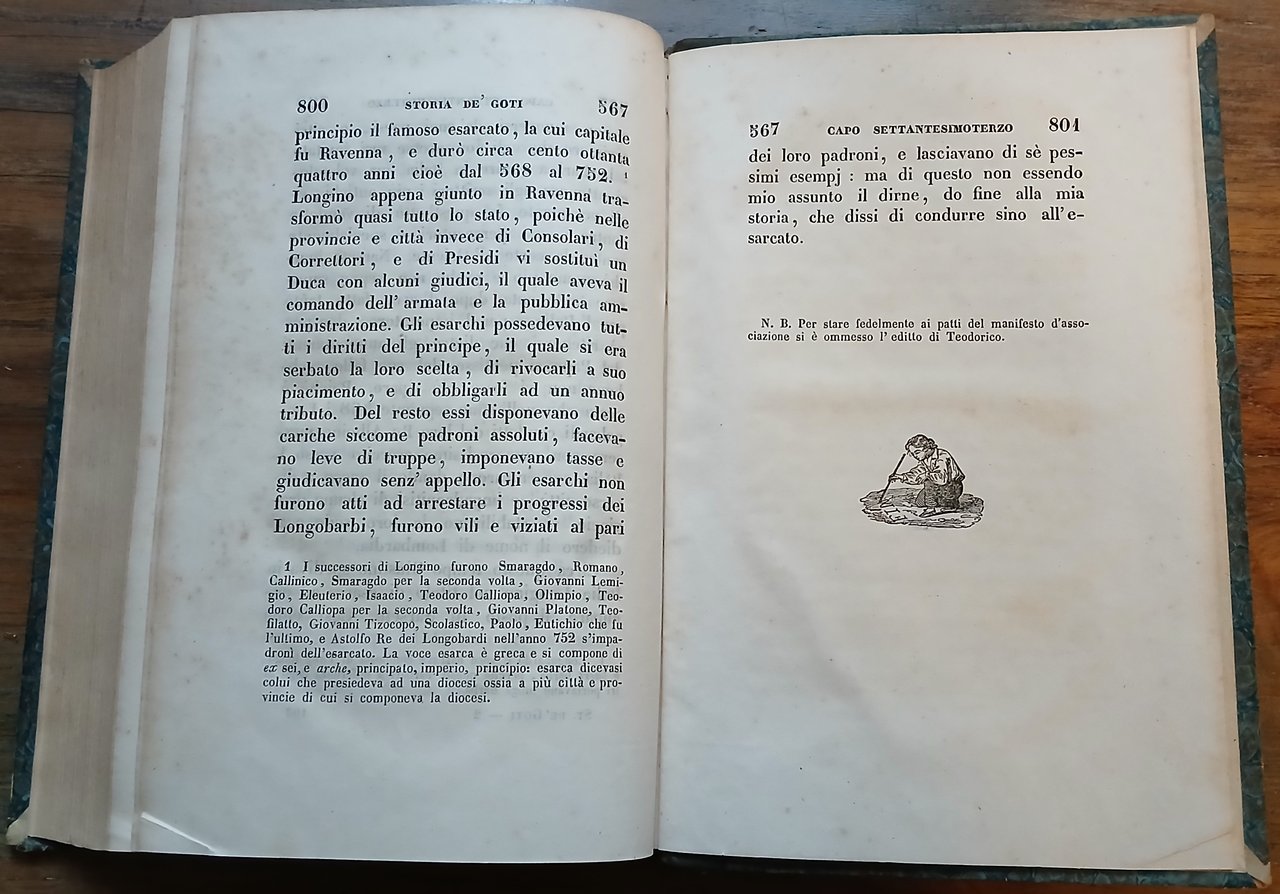 800 STORIA DE' GOTI 567
principio il famoso esarcato, la cui capitale
fu Ravenna, e durò circa cento ottanta
quattro anni cioè dal 568 al 752. 1
Longino appena giunto in Ravenna tra-
sformò quasi tutto lo stato, poichè nelle
provincie e città invece di Consolari, di
Correttori, e di Presidi vi sostituì un
Duca con alcuni giudici, il quale aveva il
comando dell' armata e la pubblica am-
ministrazione. Gli esarchi possedevano tut-
ti i diritti del principe, il quale si era
serbato la loro scelta, di rivocarli a suo
piacimento, e di obbligarli ad un annuo
tributo. Del resto essi disponevano delle
cariche siccome padroni assoluti, faceva-
no leve di truppe, imponevano tasse e
giudicavano senz' appello. Gli esarchi non
furono atti ad arrestare i progressi dei
Longobarbi, furono vili e viziati al pari
1 I successori di Longino furono Smaragdo, Romano,
Callinico, Smaragdo per la seconda volta, Giovanni Lemi-
gio, Eleuterio, Isaacio, Teodoro Calliopa, Olimpio, Teo-
doro Calliopa per la seconda volta, Giovanni Platone, Teo-
filatto, Giovanni Tizocopò, Scolastico, Paolo, Eutichio che fu
l'ultimo, e Astolfo Re dei Longobardi nell'anno 752 s'impa-
dronì dell'esarcato. La voce esarca è greca e si compone di
ex sei, e arche, principato, imperio, principio: esarca dicevasi
colui che presiedeva ad una diocesi ossia a più città e pro-
vincie di cui si componeva la diocesi.
567 CAPO SETTANTESIMOTERZO 801
dei loro padroni, e lasciavano di sè pes-
simi esempj : ma di questo non essendo
mio assunto il dirne, do fine alla mia
storia, che dissi di condurre sino all' e-
sarcato.
N. B. Per stare fedelmente ai patti del manifesto d'asso-
ciazione si è ommesso l' editto di Teodorico.